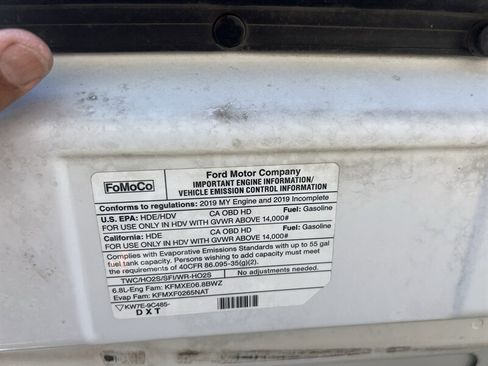 FoMoCo
Ford Motor Company
IMPORTANT ENGINE INFORMATION/
VEHICLE EMISSION CONTROL INFORMATION
Conforms to regulations: 2019 MY Engine and 2019 Incomplete
U.S. EPA: HDE/HDV CA OBD HD Fuel: Gasoline
FOR USE ONLY IN HDV WITH GVWR ABOVE 14,000#
California: HDE CA OBD HD Fuel: Gasoline
FOR USE ONLY IN HDV WITH GVWR ABOVE 14,000#
Complies with Evaporative Emissions Standards with up to 55 gal
fuel tank capacity. Persons wishing to add capacity must meet
the requirements of 40CFR 86.095-35(g)(2).
TWC/HO2S/SFI/WR-HO2S No adjustments needed.
6.8L-Eng Fam: KFMXE06.8BWZ
Evap Fam: KFMXF0265NAT
KW7E-9C485-
DXT